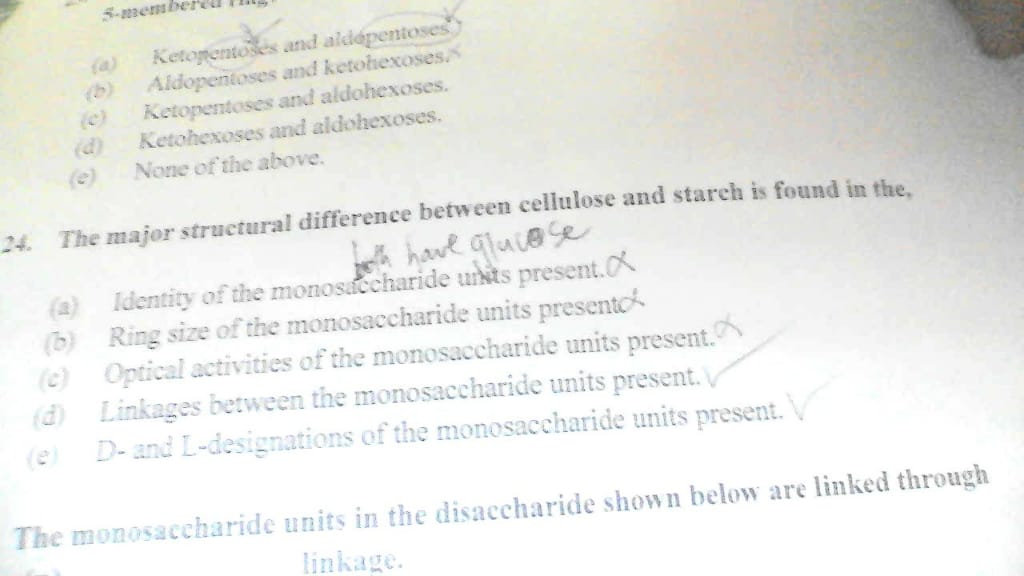 5-membered ring
(a) Ketopentoses and aldopentoses
(b) Aldopentoses and ketohexoses.
(c) Ketopentoses and aldohexoses.
(d) Ketohexoses and aldohexoses.
(e) None of the above.
24. The major structural difference between cellulose and starch is found in the,
both have glucose
(a) Identity of the monosaccharide units present.
(b) Ring size of the monosaccharide units present
(c) Optical activities of the monosaccharide units present.
(d) Linkages between the monosaccharide units present.
(e) D- and L-designations of the monosaccharide units present.
The monosaccharide units in the disaccharide shown below are linked through
linkage.